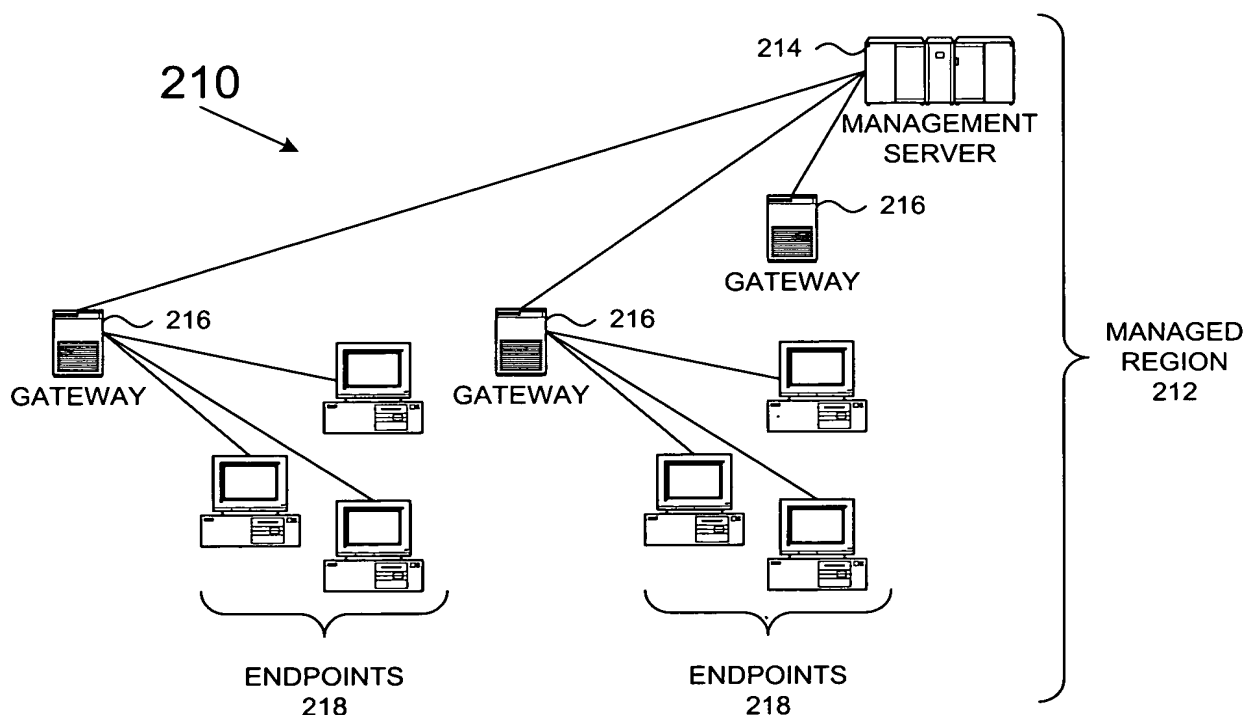 214
210
MANAGEMENT
SERVER
216
GATEWAY
216
GATEWAY
216
GATEWAY
MANAGED
REGION
212
ENDPOINTS
218
ENDPOINTS
218